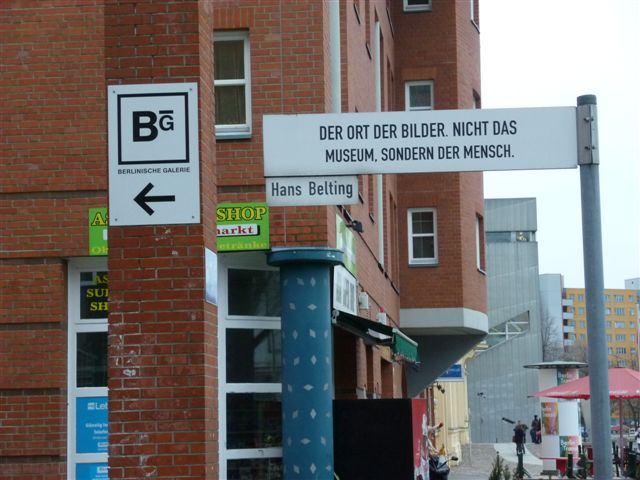 BG
BERLINISCHE GALERIE
DER ORT DER BILDER. NICHT DAS
MUSEUM, SONDERN DER MENSCH.
Hans Belting
SHOP
markt